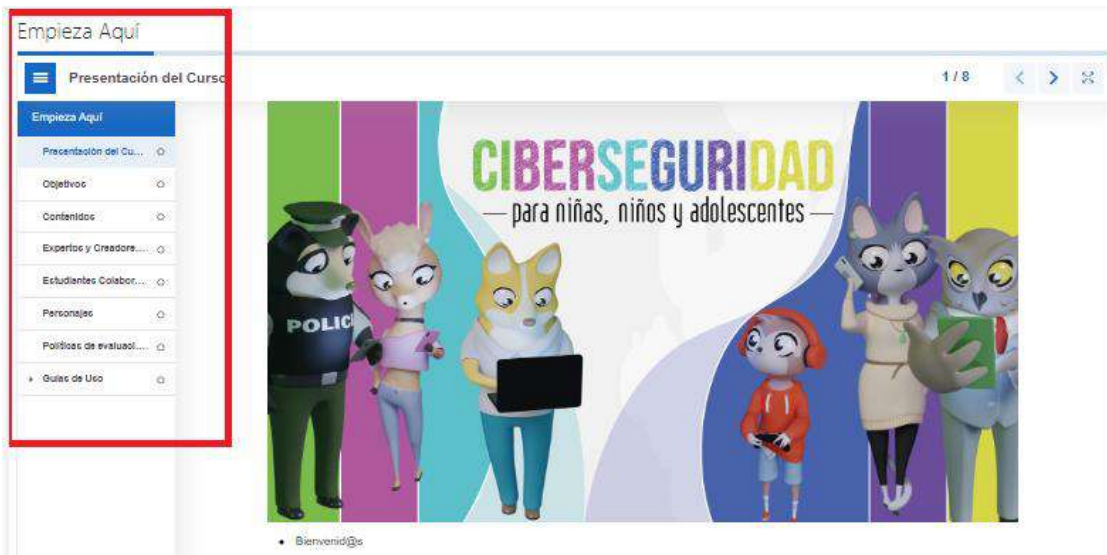 Empieza Aquí
Presentación del Curso
1 / 8
Empieza Aquí
Presentación del Cu...
Objetivos
Contenidos
Expertos y Creadore....
Estudiantes Colabor...
Personajes
Políticas de evaluaci....
Guías de Uso
CIBERSEGURIDAD
para niñas, niños y adolescentes
POLIC
Bienvenid@s